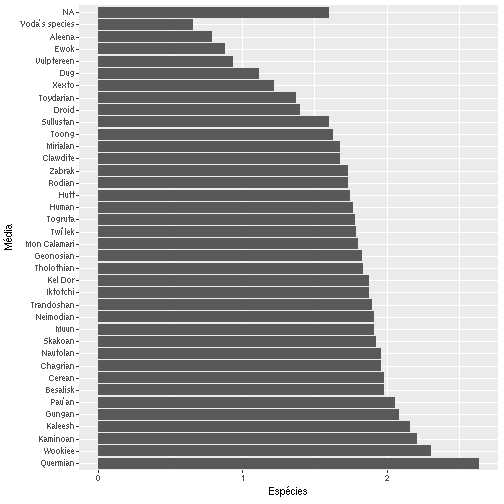 NA
Yoda's species
Aleena
Ewok
Vulptereen
Dug
Xexto
Toydarian
Droid
Sullustan
Toong
Mirialan
Clawdite
Zabrak
Rodian
Hutt
Human
Togruta
Twi'lek
Mon Calamari
Geonosian
Tholothian
Kel Dor
Iktotchi
Trandoshan
Neimodian
Muun
Skakoan
Nautolan
Chagrian
Cerean
Besalisk
Pau'an
Gungan
Kaleesh
Kaminoan
Wookiee
Quermian
Média
0 1 2
Espécies